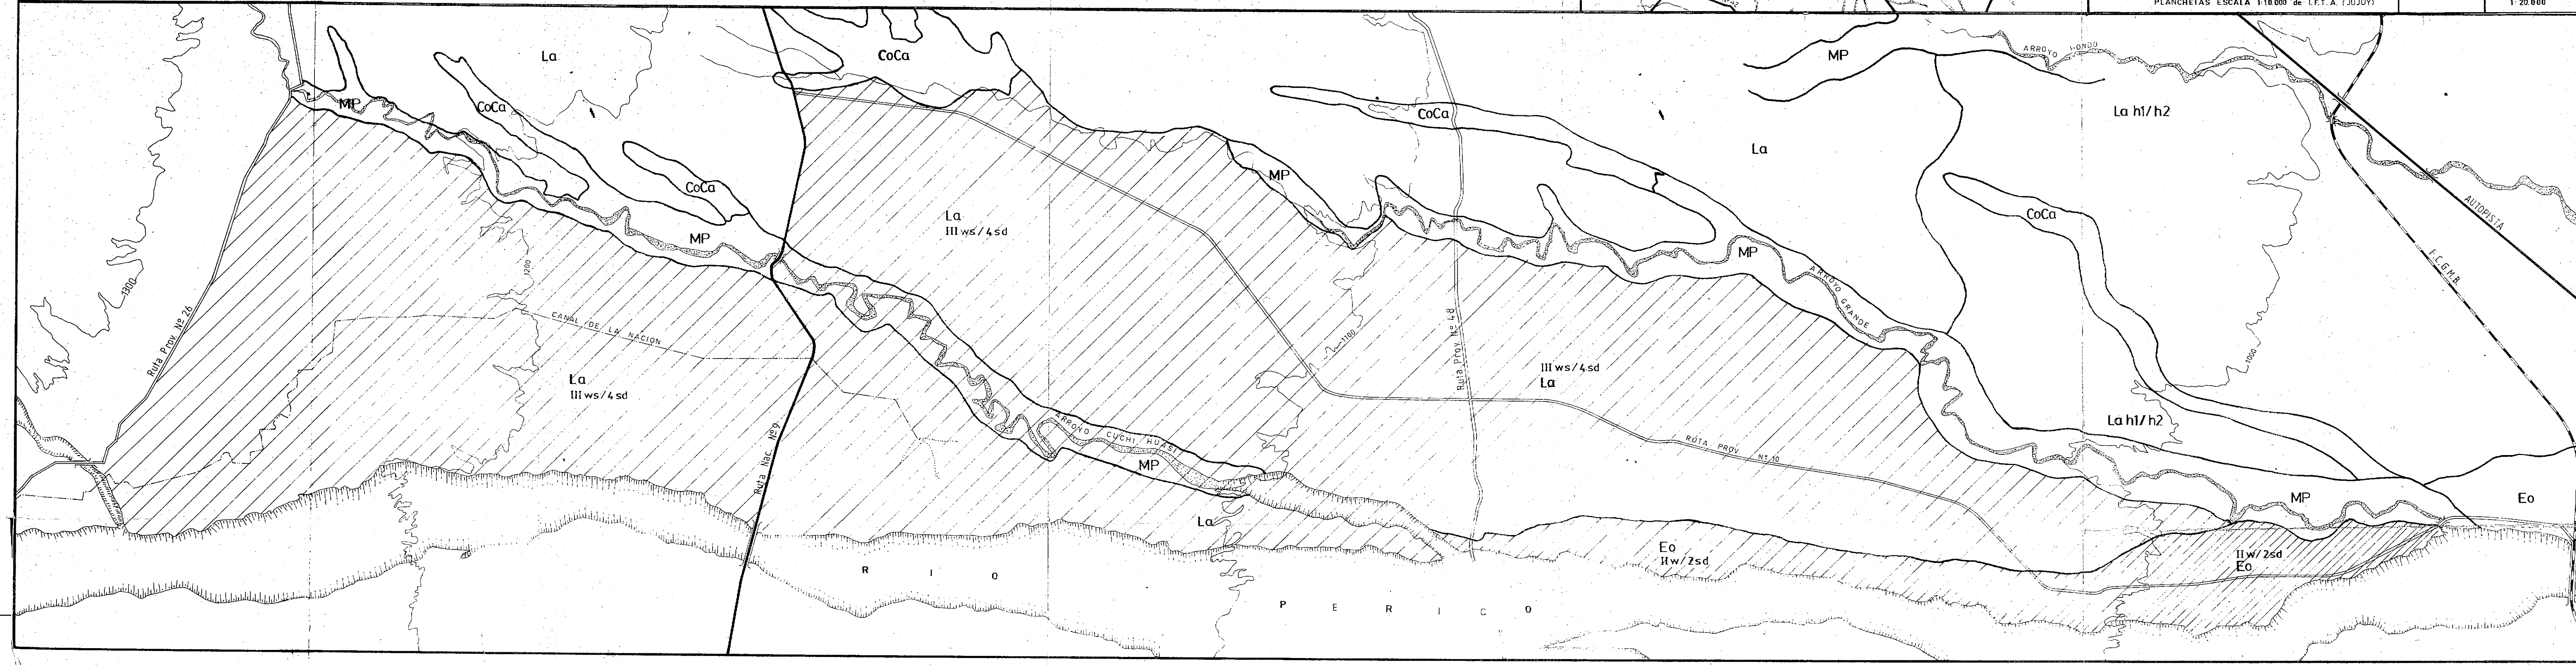 PLANCHETAS ESCALA 1:10.000 de I.F.T.A. (JUJUY)
1:20.000
La
CoCa
MP
ARROYO HONDO
MP
CoCa
CoCa
La h1/h2
La
MP
CoCa
AUTOPISTA
CoCa
La
III ws/4sd
MP
MP
F.C.G.M.B.
1300
1200
ARROYO GRANDE
Ruta Prov. Nº 26
CANAL DE LA NACION
Ruta Prov. Nº 48
1100
1000
La
III ws/4sd
III ws/4sd
La
La h1/h2
Ruta Nac. Nº9
ARROYO CUCHI HUASI
MP
RUTA PROV. Nº 10
MP
Eo
La
Eo
IIw/2sd
IIw/2sd
Eo
RIO
PERICO